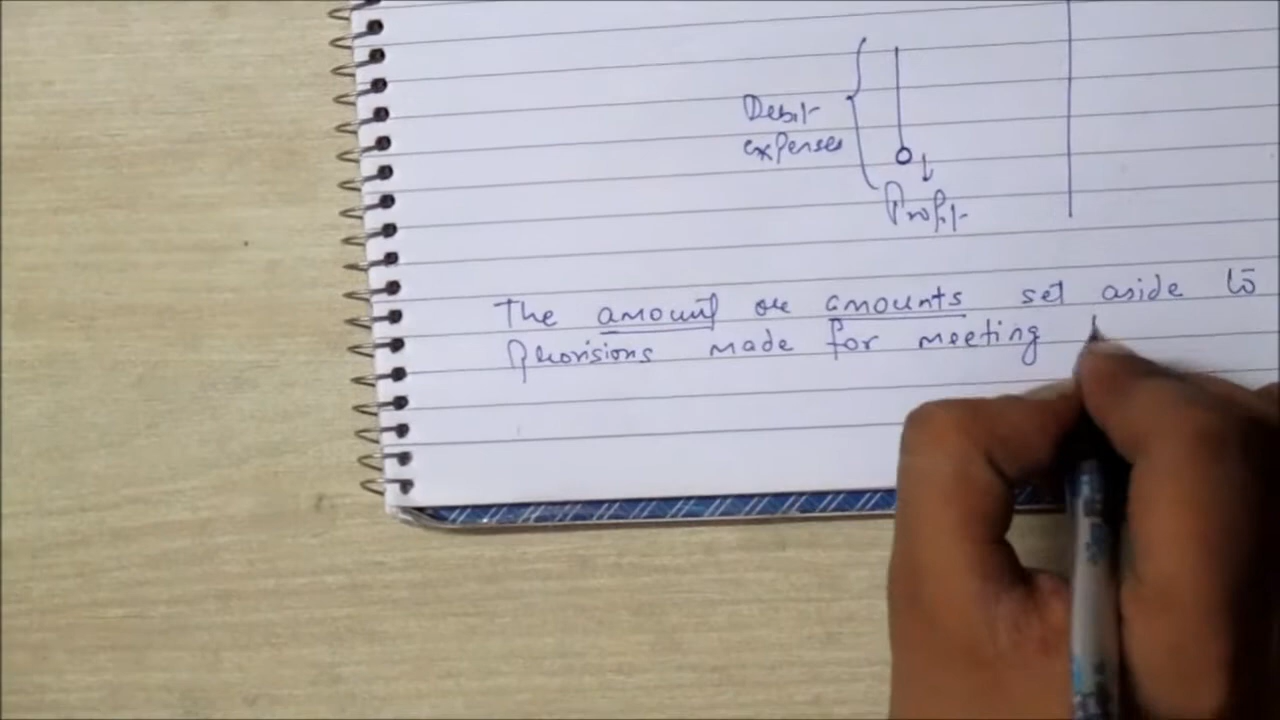 Debit
expenses
Profit
The amount or amounts set aside to
provisions made for meeting